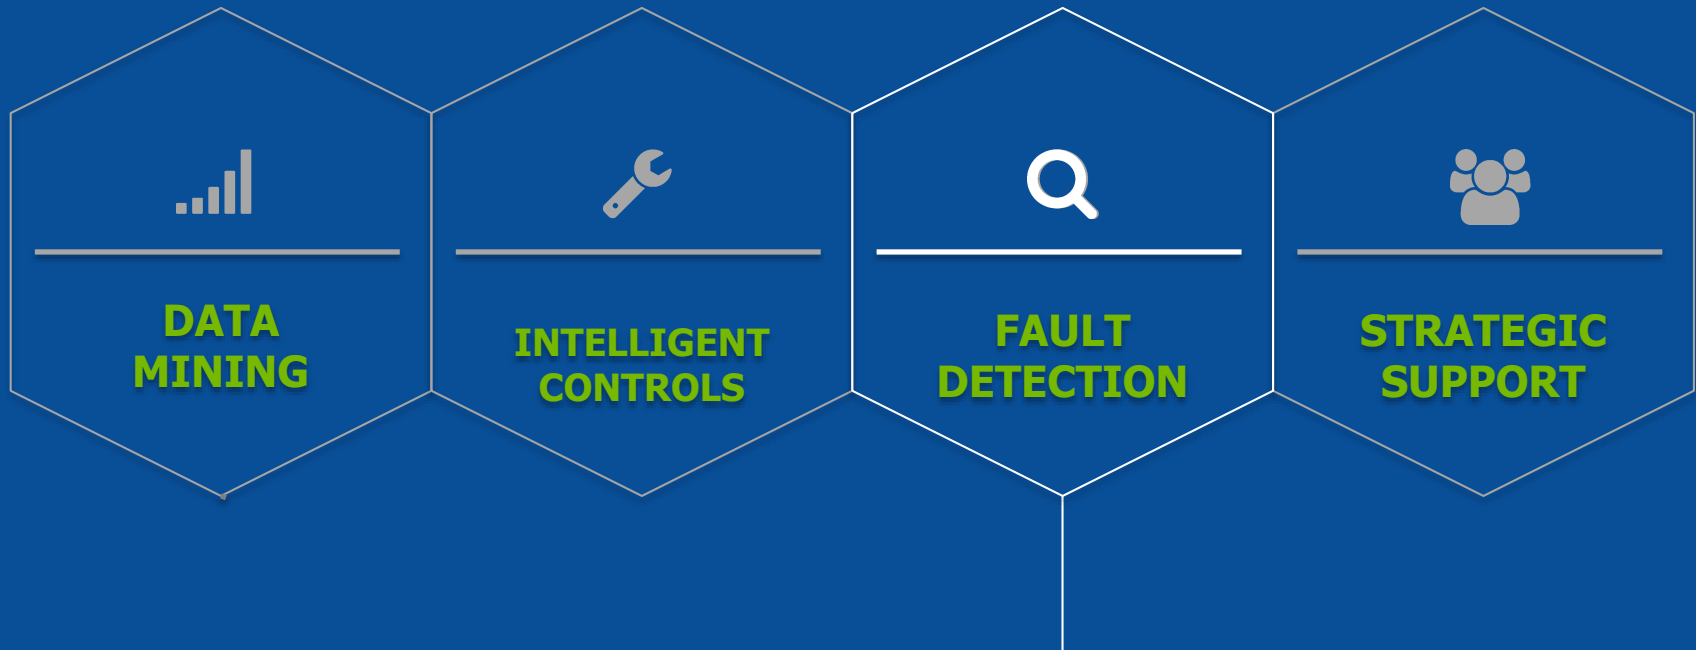 DATA
MINING
INTELLIGENT
CONTROLS
FAULT
DETECTION
STRATEGIC
SUPPORT